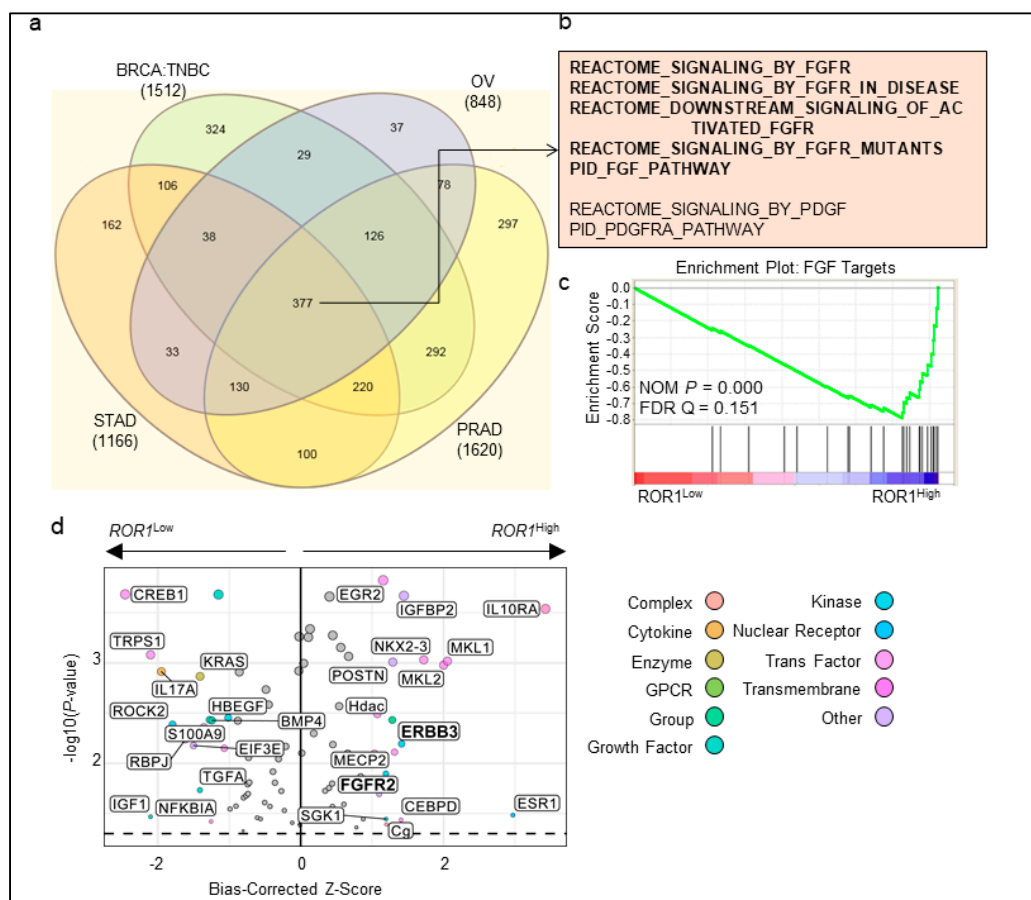 a
BRCA:TNBC
(1512)
OV
(848)
324
37
29
106
78
162
297
38
126
377
33
292
130
220
STAD
(1166)
PRAD
(1620)
100
b
REACTOME_SIGNALING_BY_FGFR
REACTOME_SIGNALING_BY_FGFR_IN_DISEASE
REACTOME_DOWNSTREAM_SIGNALING_OF_AC
TIVATED_FGFR
REACTOME_SIGNALING_BY_FGFR_MUTANTS
PID_FGF_PATHWAY
REACTOME_SIGNALING_BY_PDGF
PID_PDGFRA_PATHWAY
c
Enrichment Plot: FGF Targets
Enrichment Score
0.0
-0.1
-0.2
-0.3
-0.4
-0.5
-0.6
-0.7
-0.8
NOM P = 0.000
FDR Q = 0.151
ROR1Low
ROR1High
d
ROR1Low
ROR1High
-log10(P-value)
3
2
CREB1
EGR2
IGFBP2
IL10RA
TRPS1
KRAS
NKX2-3
MKL1
IL17A
POSTN
MKL2
ROCK2
HBEGF
BMP4
Hdac
ERBB3
S100A9
RBPJ
EIF3E
MECP2
TGFA
FGFR2
IGF1
NFKBIA
SGK1
CEBPD
ESR1
Cg
-2
0
2
Bias-Corrected Z-Score
Complex
Cytokine
Enzyme
GPCR
Group
Growth Factor
Kinase
Nuclear Receptor
Trans Factor
Transmembrane
Other